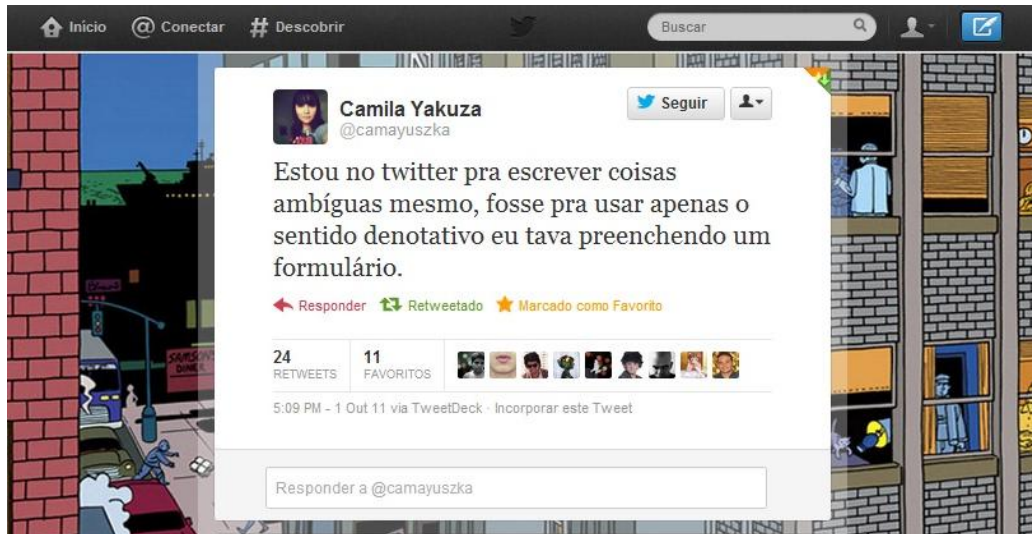 Início @ Conectar # Descobrir Buscar
Camila Yakuza Seguir
@camayuszka
Estou no twitter pra escrever coisas
ambíguas mesmo, fosse pra usar apenas o
sentido denotativo eu tava preenchendo um
formulário.
Responder Retweetado Marcado como Favorito
24 11
RETWEETS FAVORITOS
5:09 PM - 1 Out 11 via TweetDeck · Incorporar este Tweet
Responder a @camayuszka
SAMSON'S
DINER